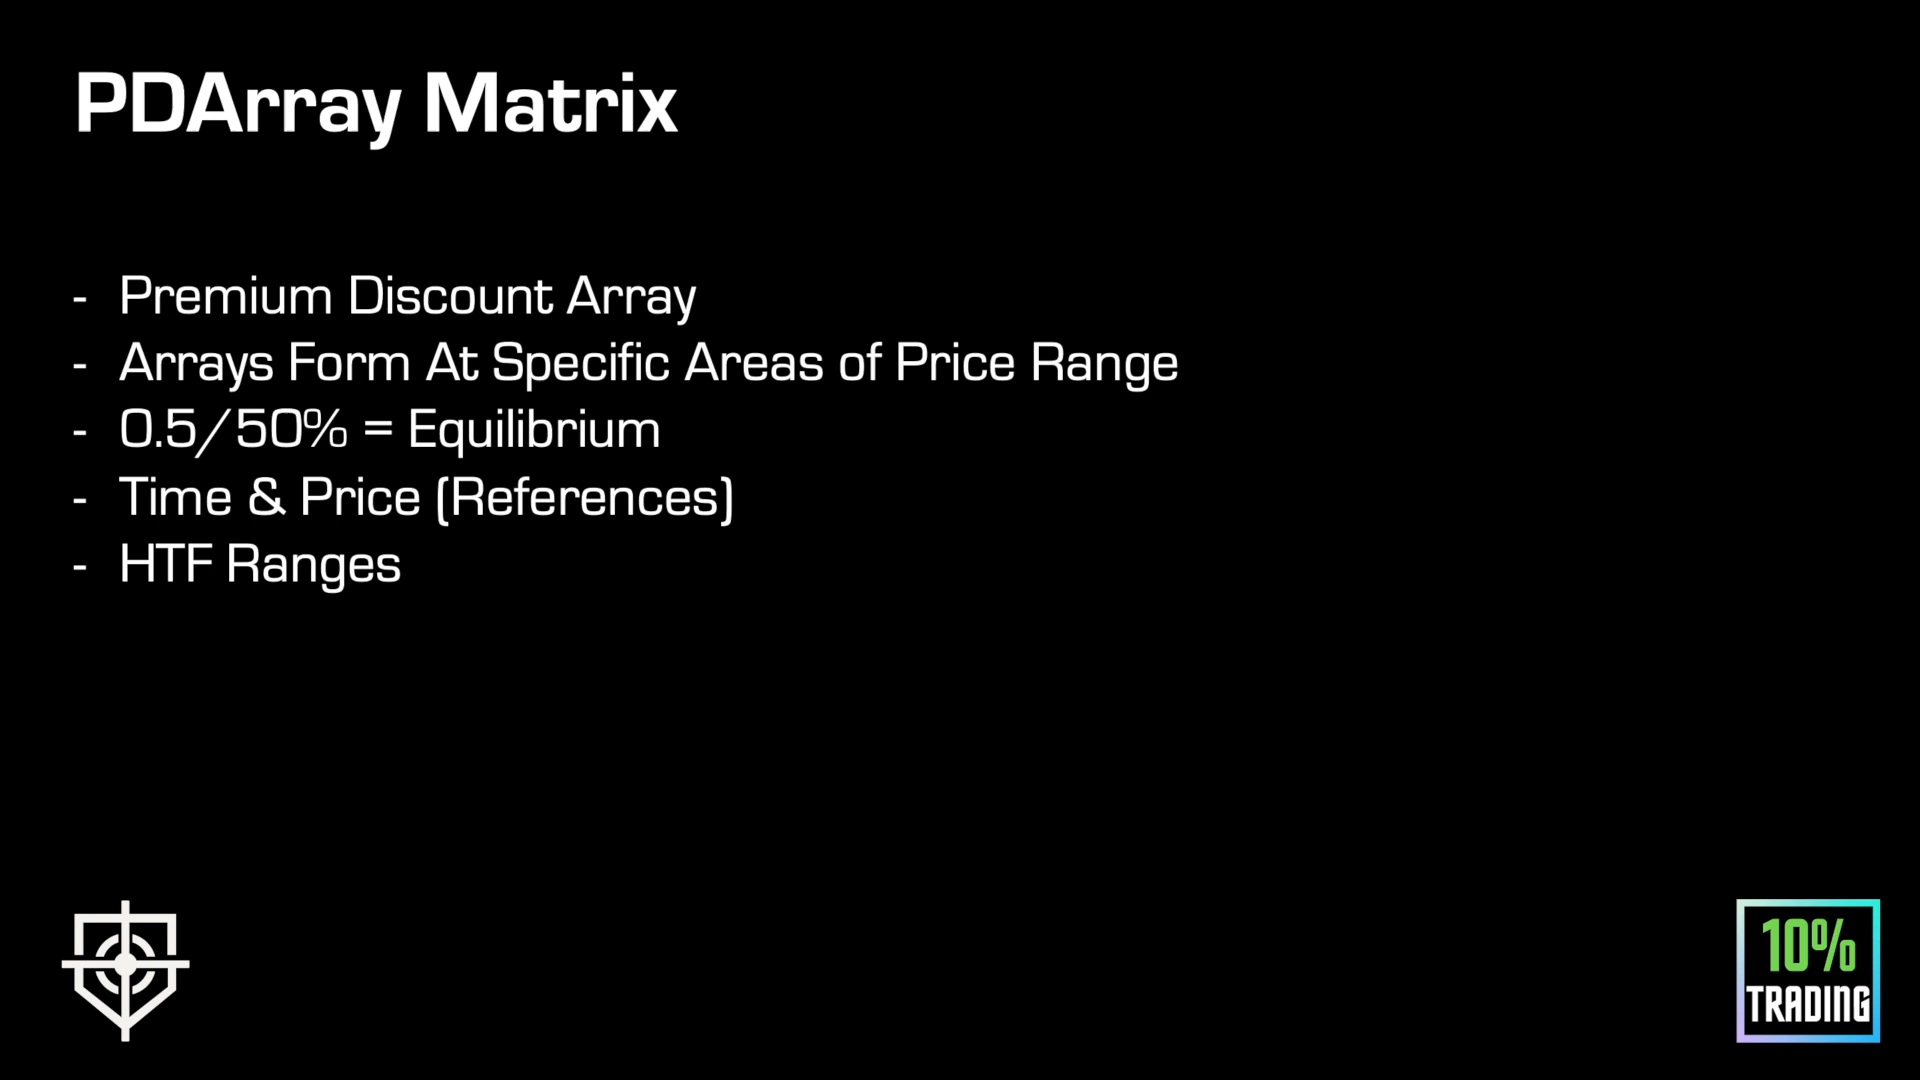 PDArray Matrix
- Premium Discount Array
- Arrays Form At Specific Areas of Price Range
- 0.5/50% = Equilibrium
- Time & Price (References)
- HTF Ranges
10%
TRADING